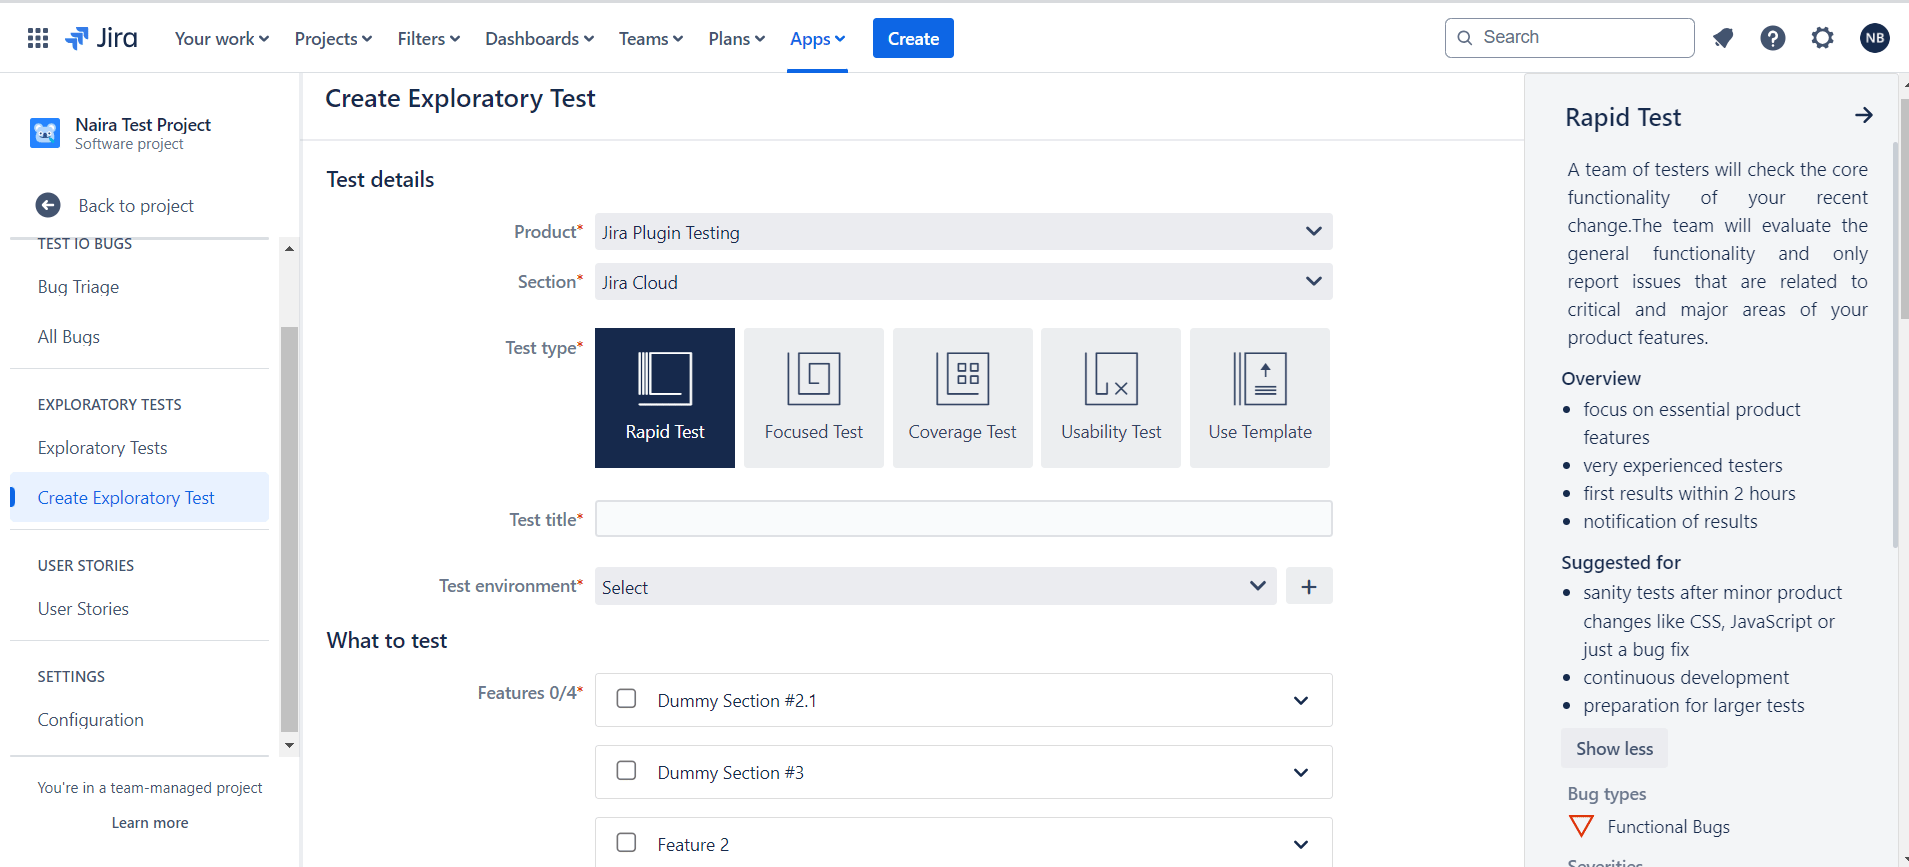 Jira
Your work
Projects
Filters
Dashboards
Teams
Plans
Apps
Create
Search
NB
Naira Test Project
Software project
Back to project
TEST IO BUGS
Bug Triage
All Bugs
EXPLORATORY TESTS
Exploratory Tests
Create Exploratory Test
USER STORIES
User Stories
SETTINGS
Configuration
You're in a team-managed project
Learn more
Create Exploratory Test
Test details
Product*
Jira Plugin Testing
Section*
Jira Cloud
Test type*
Rapid Test
Focused Test
Coverage Test
Usability Test
Use Template
Test title*
Test environment*
Select
What to test
Features 0/4*
Dummy Section #2.1
Dummy Section #3
Feature 2
Rapid Test
A team of testers will check the core
functionality of your recent
change.The team will evaluate the
general functionality and only
report issues that are related to
critical and major areas of your
product features.
Overview
focus on essential product
features
very experienced testers
first results within 2 hours
notification of results
Suggested for
sanity tests after minor product
changes like CSS, JavaScript or
just a bug fix
continuous development
preparation for larger tests
Show less
Bug types
Functional Bugs
Severities